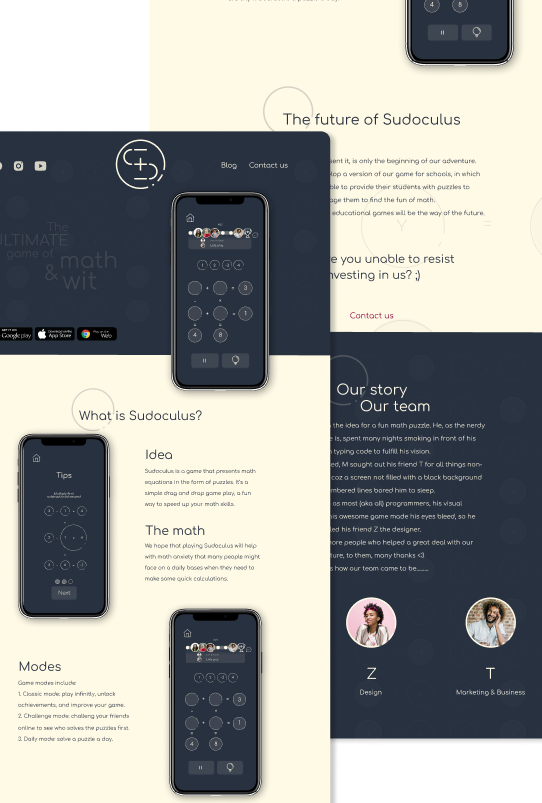 The future of Sudoculus
sent it, is only the beginning of our adventure.
lop a version of our game for schools, in which
ble to provide their students with puzzles to
age them to find the fun of math.
educational games will be the way of the future.
e you unable to resist
nvesting in us? ;)
Contact us
Blog Contact us
The
ULTIMATE
game of math
& wit
GET IT ON
Google play
Download on the
App Store
Web
What is Sudoculus?
Tips
Next
Idea
Sudoculus is a game that presents math
equations in the form of puzzles. It's a
simple drag and drop game play, a fun
way to speed up your math skills.
The math
We hope that playing Sudoculus will help
with math anxiety that many people might
face on a daily bases when they need to
make some quick calculations.
Modes
Game modes include:
1. Classic mode: play infinitly, unlock
achievements, and improve your game.
2. Challenge mode: challeng your friends
online to see who solves the puzzles first.
3. Daily mode: solve a puzzle a day.
Our story
Our team
the idea for a fun math puzzle. He, as the nerdy
e is, spent many nights smoking in front of his
n typing code to fulfill his vision.
ed, M sought out his friend T for all things non-
coz a screen not filled with a black background
mbered lines bored him to sleep.
as most (aka all) programmers, his visual
is awesome game made his eyes bleed, so he
led his friend Z the designer.
ore people who helped a great deal with our
ture, to them, many thanks <3
s how our team came to be........
Z
Design
T
Marketing & Business